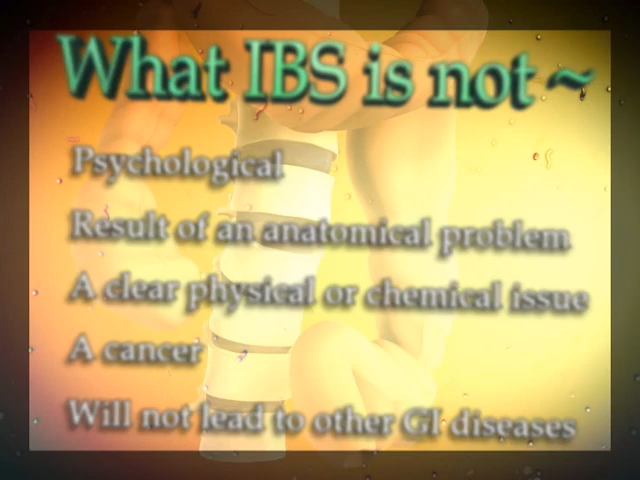 What IBS is not ~
Psychological
Result of an anatomical problem
A clear physical or chemical issue
A cancer
Will not lead to other GI diseases